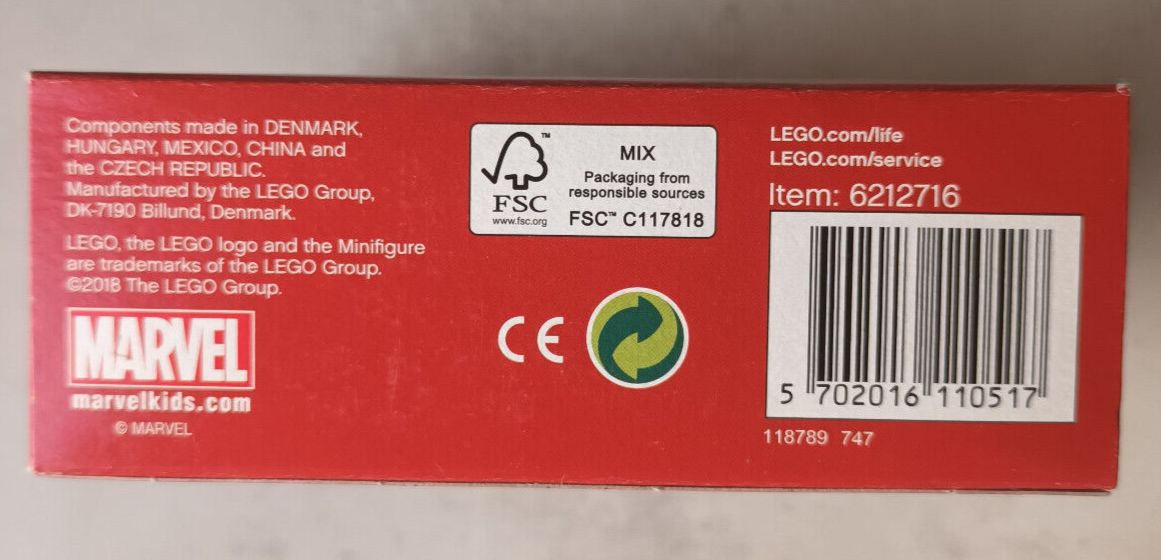 Components made in DENMARK,
HUNGARY, MEXICO, CHINA and
the CZECH REPUBLIC.
Manufactured by the LEGO Group,
DK-7190 Billund, Denmark.
LEGO, the LEGO logo and the Minifigure
are trademarks of the LEGO Group.
©2018 The LEGO Group.
MARVEL
marvelkids.com
© MARVEL
FSC™
www.fsc.org
MIX
Packaging from
responsible sources
FSC™ C117818
CE
LEGO.com/life
LEGO.com/service
Item: 6212716
5 702016 110517
118789 747